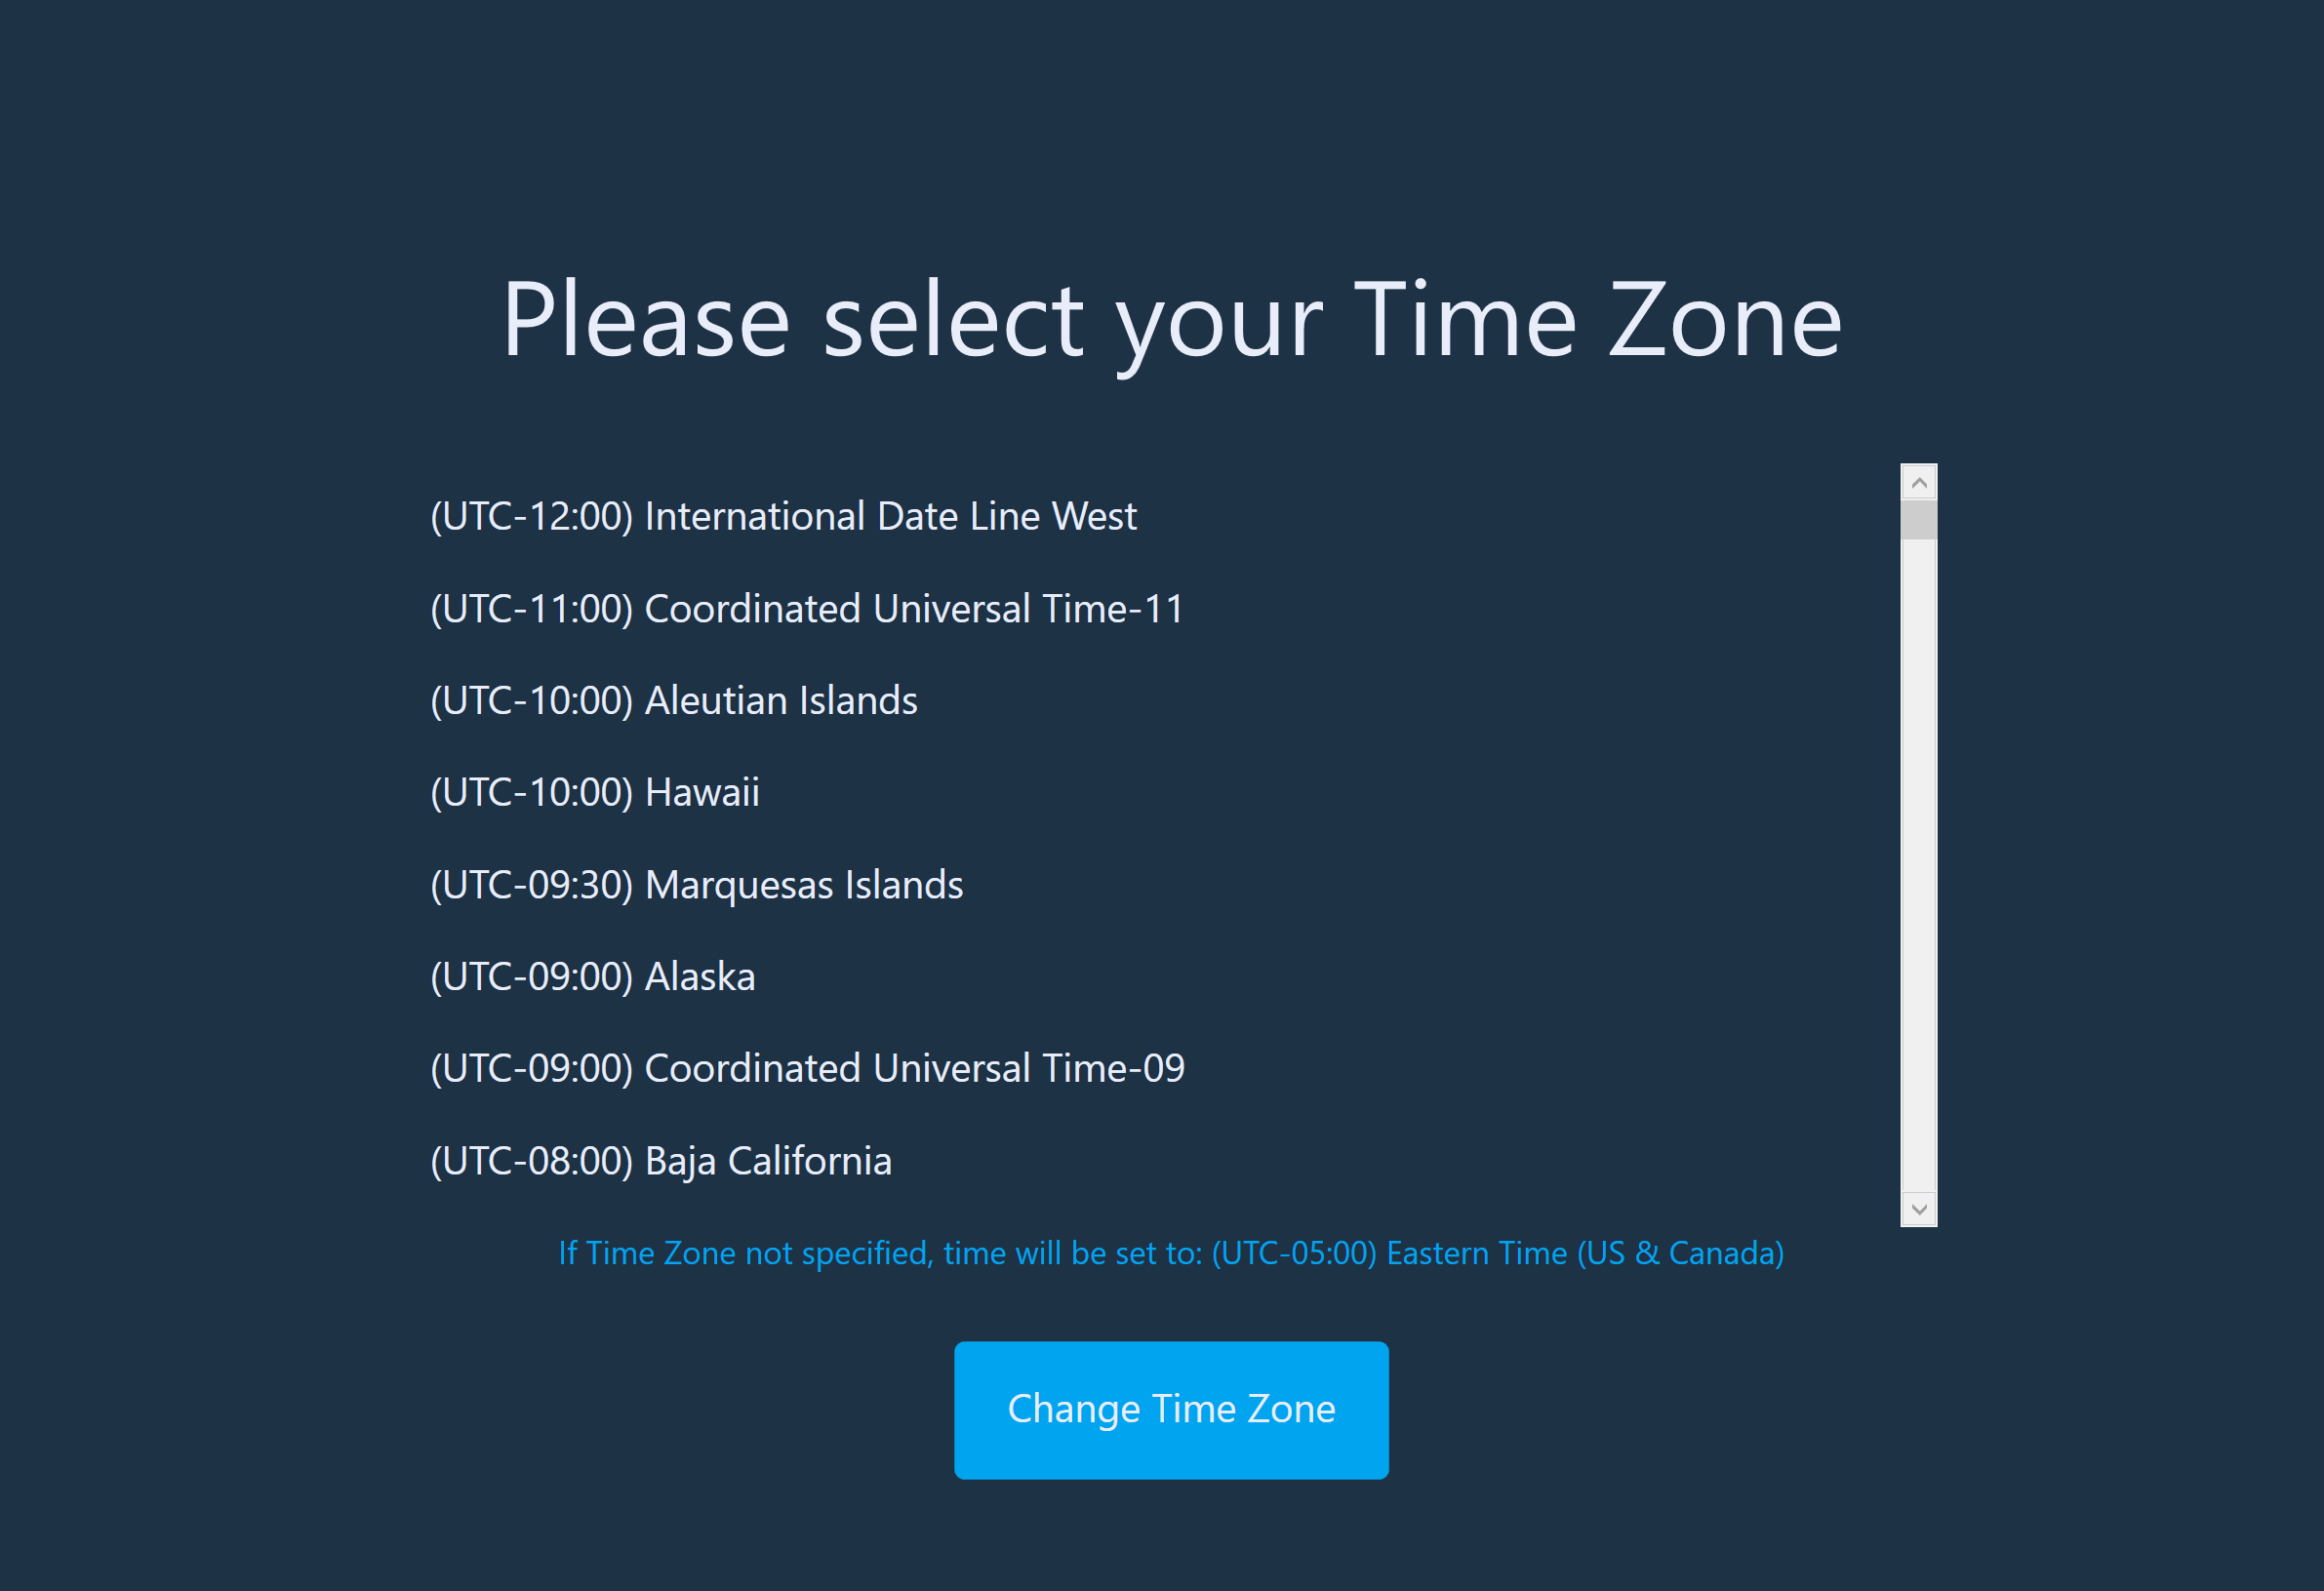 Please select your Time Zone
(UTC-12:00) International Date Line West
(UTC-11:00) Coordinated Universal Time-11
(UTC-10:00) Aleutian Islands
(UTC-10:00) Hawaii
(UTC-09:30) Marquesas Islands
(UTC-09:00) Alaska
(UTC-09:00) Coordinated Universal Time-09
(UTC-08:00) Baja California
If Time Zone not specified, time will be set to: (UTC-05:00) Eastern Time (US & Canada)
Change Time Zone